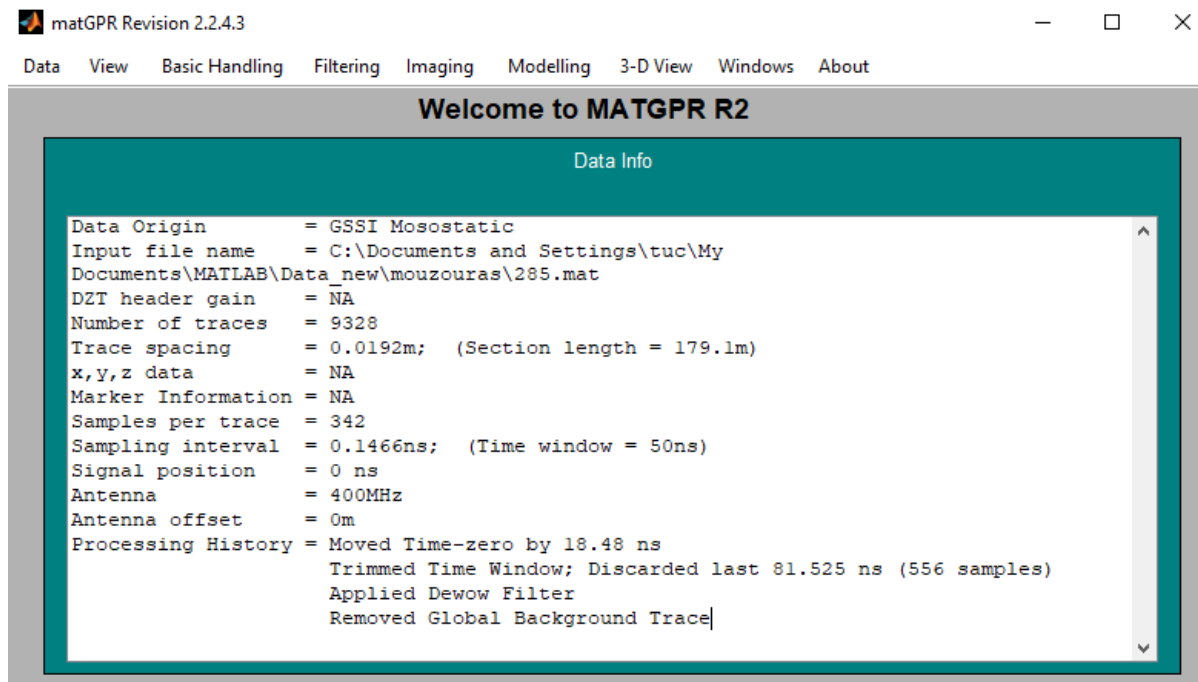 matGPR Revision 2.2.4.3
Data View Basic Handling Filtering Imaging Modelling 3-D View Windows About
Welcome to MATGPR R2
Data Info
Data Origin = GSSI Mosostatic
Input file name = C:\Documents and Settings\tuc\My
Documents\MATLAB\Data_new\mouzouras\285.mat
DZT header gain = NA
Number of traces = 9328
Trace spacing = 0.0192m; (Section length = 179.1m)
x,y,z data = NA
Marker Information = NA
Samples per trace = 342
Sampling interval = 0.1466ns; (Time window = 50ns)
Signal position = 0 ns
Antenna = 400MHz
Antenna offset = 0m
Processing History = Moved Time-zero by 18.48 ns
Trimmed Time Window; Discarded last 81.525 ns (556 samples)
Applied Dewow Filter
Removed Global Background Trace